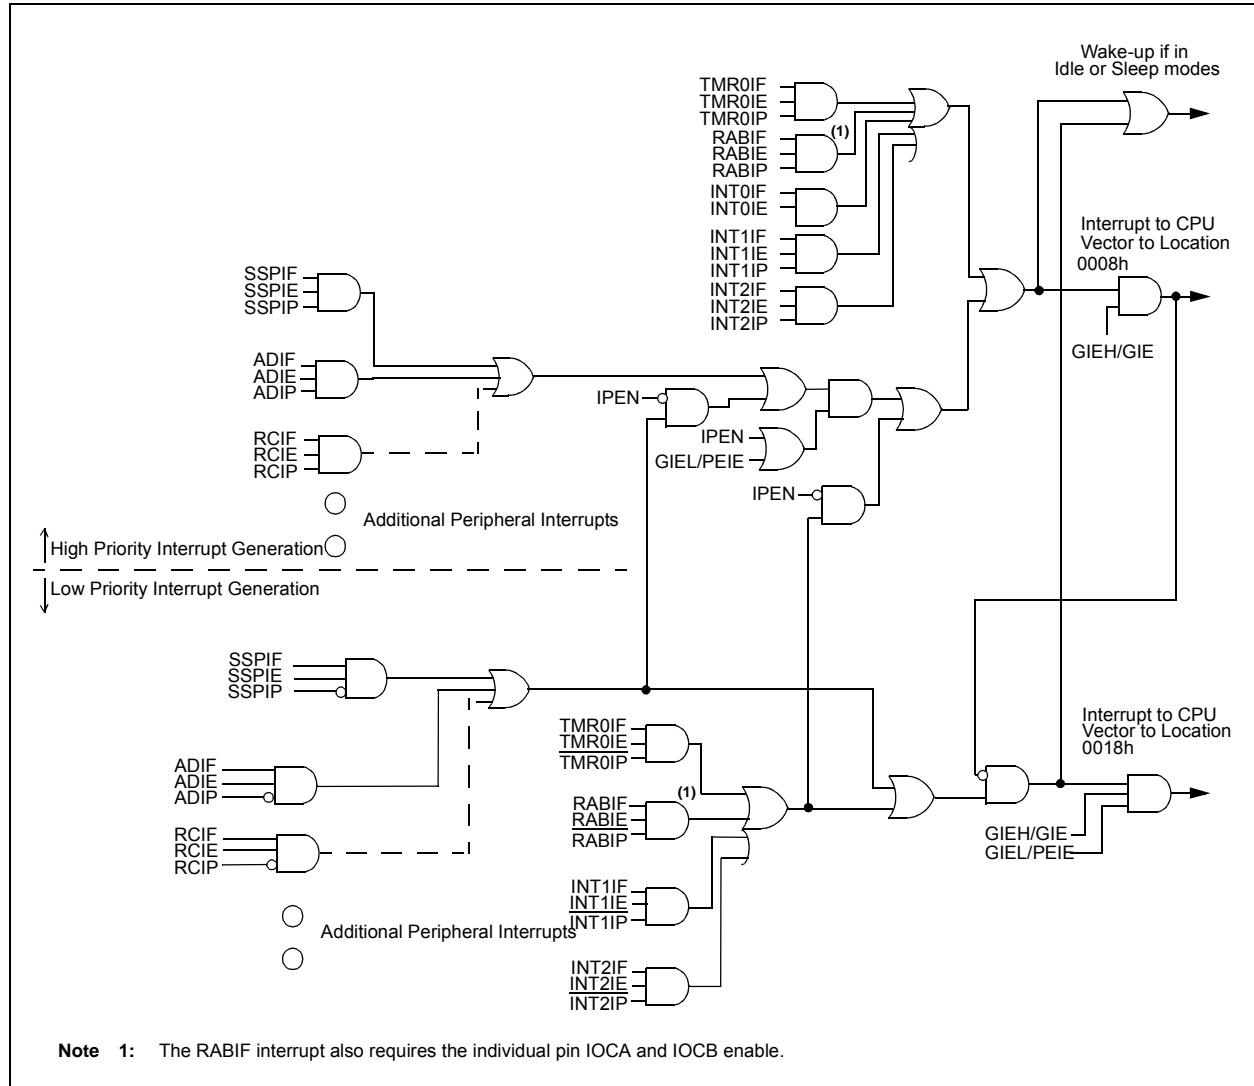 Wake-up if in
Idle or Sleep modes
TMR0IF
TMR0IE
TMR0IP
RABIF
RABIE
RABIP
(1)
INT0IF
INT0IE
INT1IF
INT1IE
INT1IP
INT2IF
INT2IE
INT2IP
Interrupt to CPU
Vector to Location
0008h
GIEH/GIE
SSPIF
SSPIE
SSPIP
ADIF
ADIE
ADIP
RCIF
RCIE
RCIP
IPEN
IPEN
GIEL/PEIE
IPEN
Additional Peripheral Interrupts
High Priority Interrupt Generation
Low Priority Interrupt Generation
SSPIF
SSPIE
SSPIP
ADIF
ADIE
ADIP
RCIF
RCIE
RCIP
Additional Peripheral Interrupts
TMR0IF
TMR0IE
TMR0IP
RABIF
RABIE
RABIP
(1)
INT1IF
INT1IE
INT1IP
INT2IF
INT2IE
INT2IP
Interrupt to CPU
Vector to Location
0018h
GIEH/GIE
GIEL/PEIE
Note 1: The RABIF interrupt also requires the individual pin IOCA and IOCB enable.